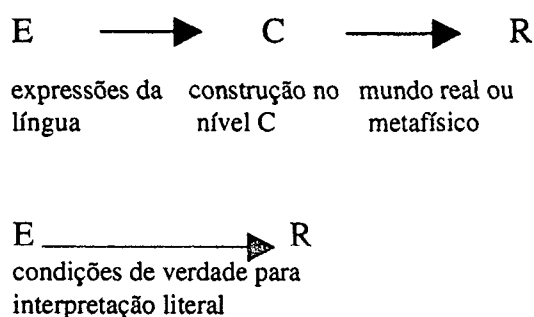 E C R
expressões da construção no mundo real ou
língua nível C metafísico
E R
condições de verdade para
interpretação literal